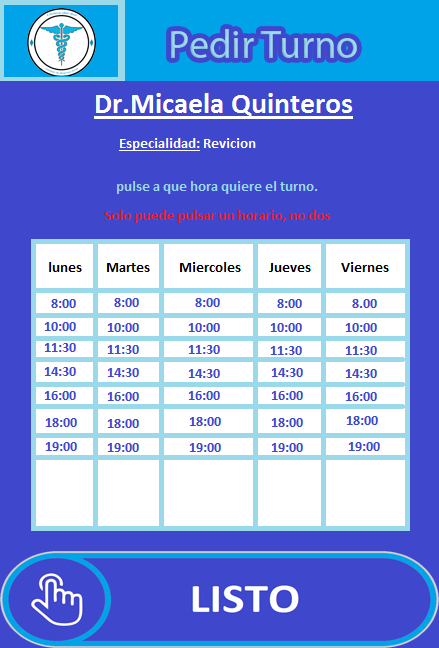 Pedir Turno
Dr.Micaela Quinteros
Especialidad: Revicion
pulse a que hora quiere el turno.
Solo puede pulsar un horario, no dos
lunes Martes Miercoles Jueves Viernes
8:00 8:00 8:00 8:00 8.00
10:00 10:00 10:00 10:00 10:00
11:30 11:30 11:30 11:30 11:30
14:30 14:30 14:30 14:30 14:30
16:00 16:00 16:00 16:00 16:00
18:00 18:00 18:00 18:00 18:00
19:00 19:00 19:00 19:00 19:00
LISTO